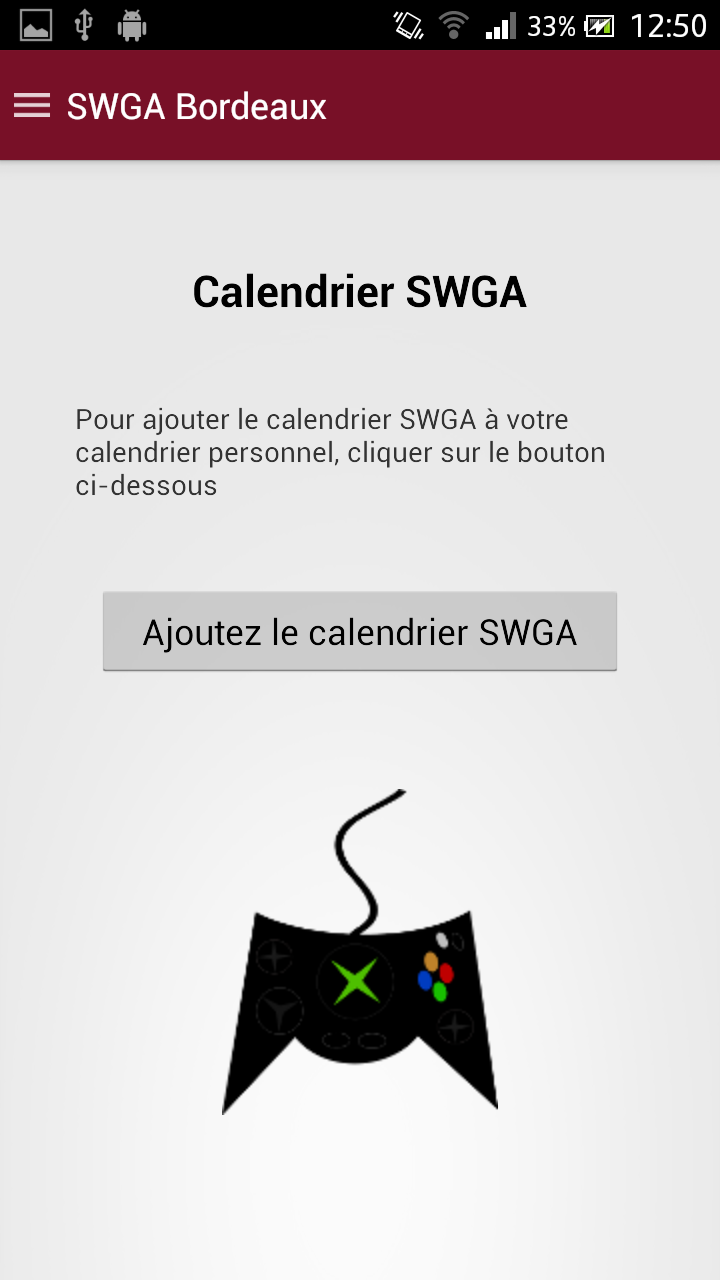 33% 12:50
SWGA Bordeaux
Calendrier SWGA
Pour ajouter le calendrier SWGA à votre
calendrier personnel, cliquer sur le bouton
ci-dessous
Ajoutez le calendrier SWGA